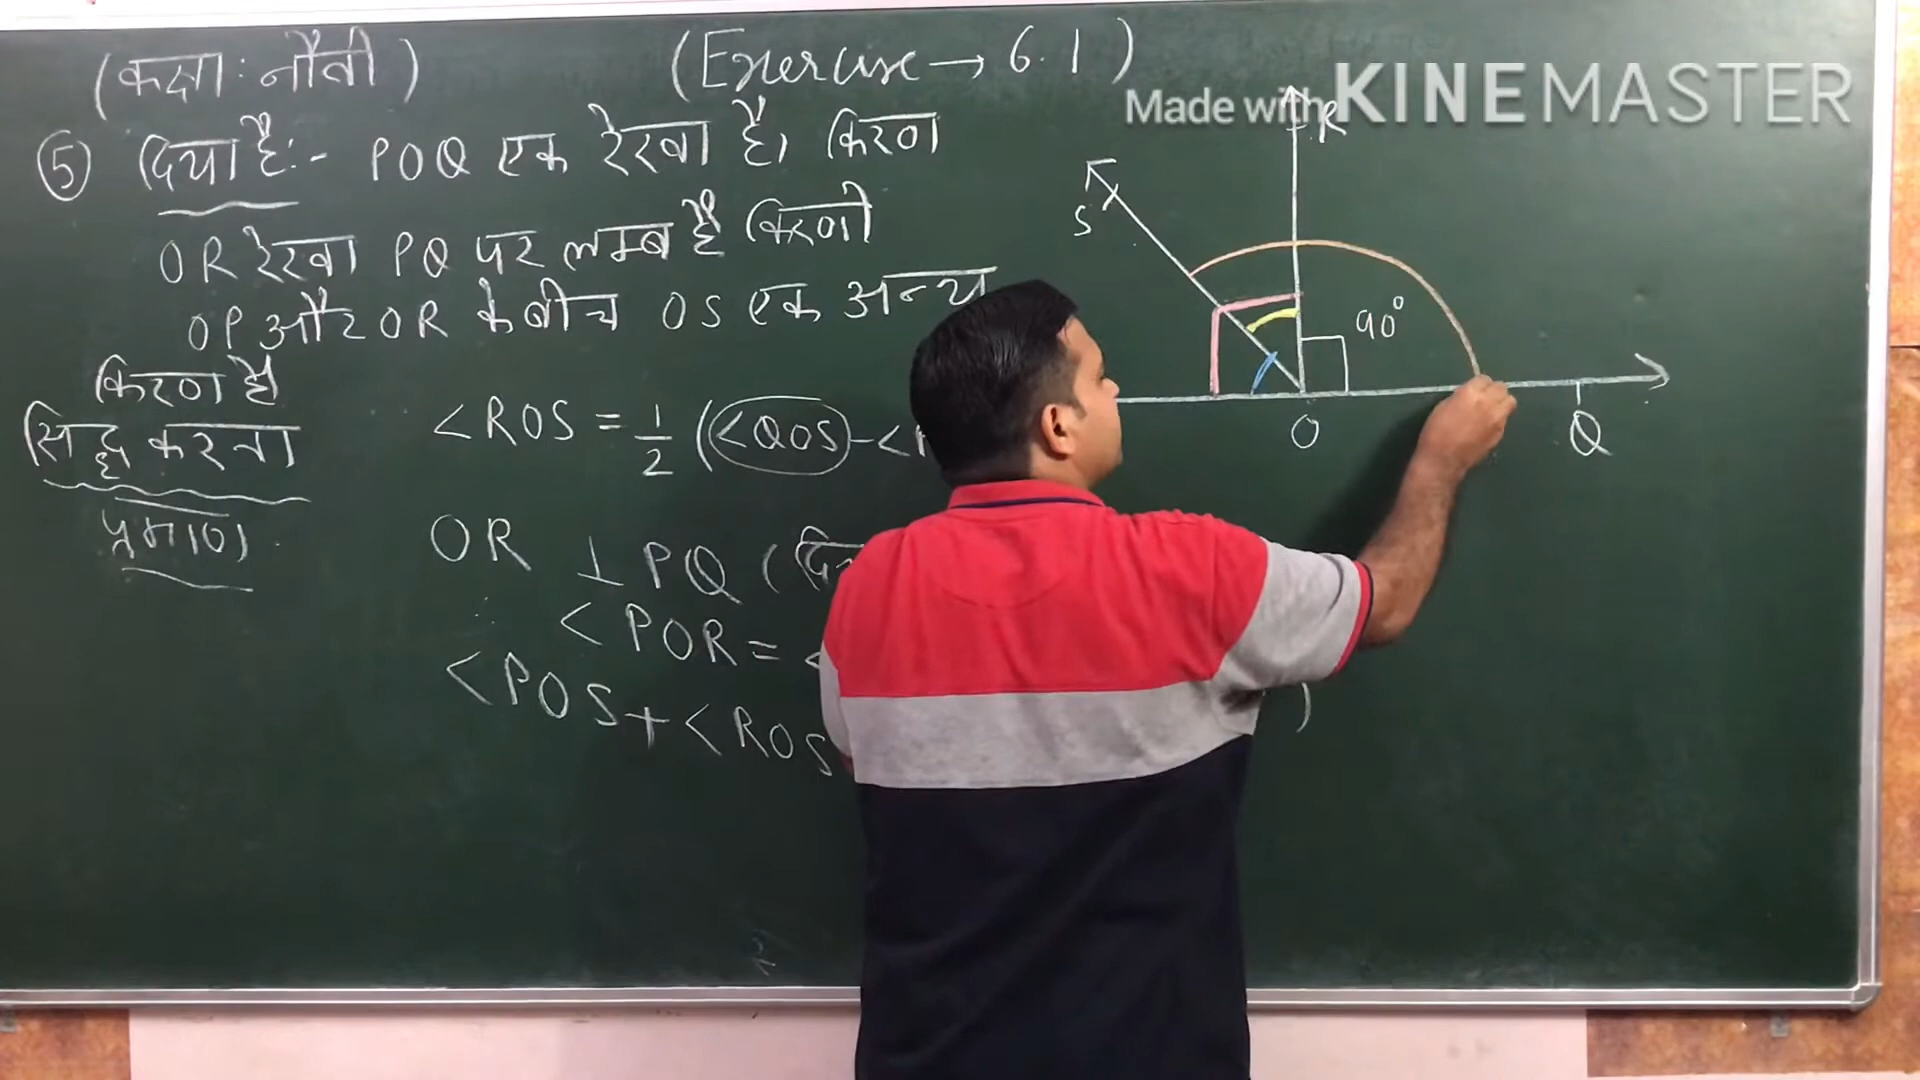 (कक्षा : नौवीं)
(Exercise → 6.1)
Made with KINEMASTER
⑤ दिया है:- POQ एक रेखा है। किरण
OR रेखा PQ पर लम्ब है किरणो
OP और OR के बीच OS एक अन्य
किरण है।
सिद्ध करना
<ROS = 1/2 (<QOS - <
प्रमाण
OR ⊥ PQ (
∴ <POR = <
<POS + <ROS
)
R
S
90°
O
Q